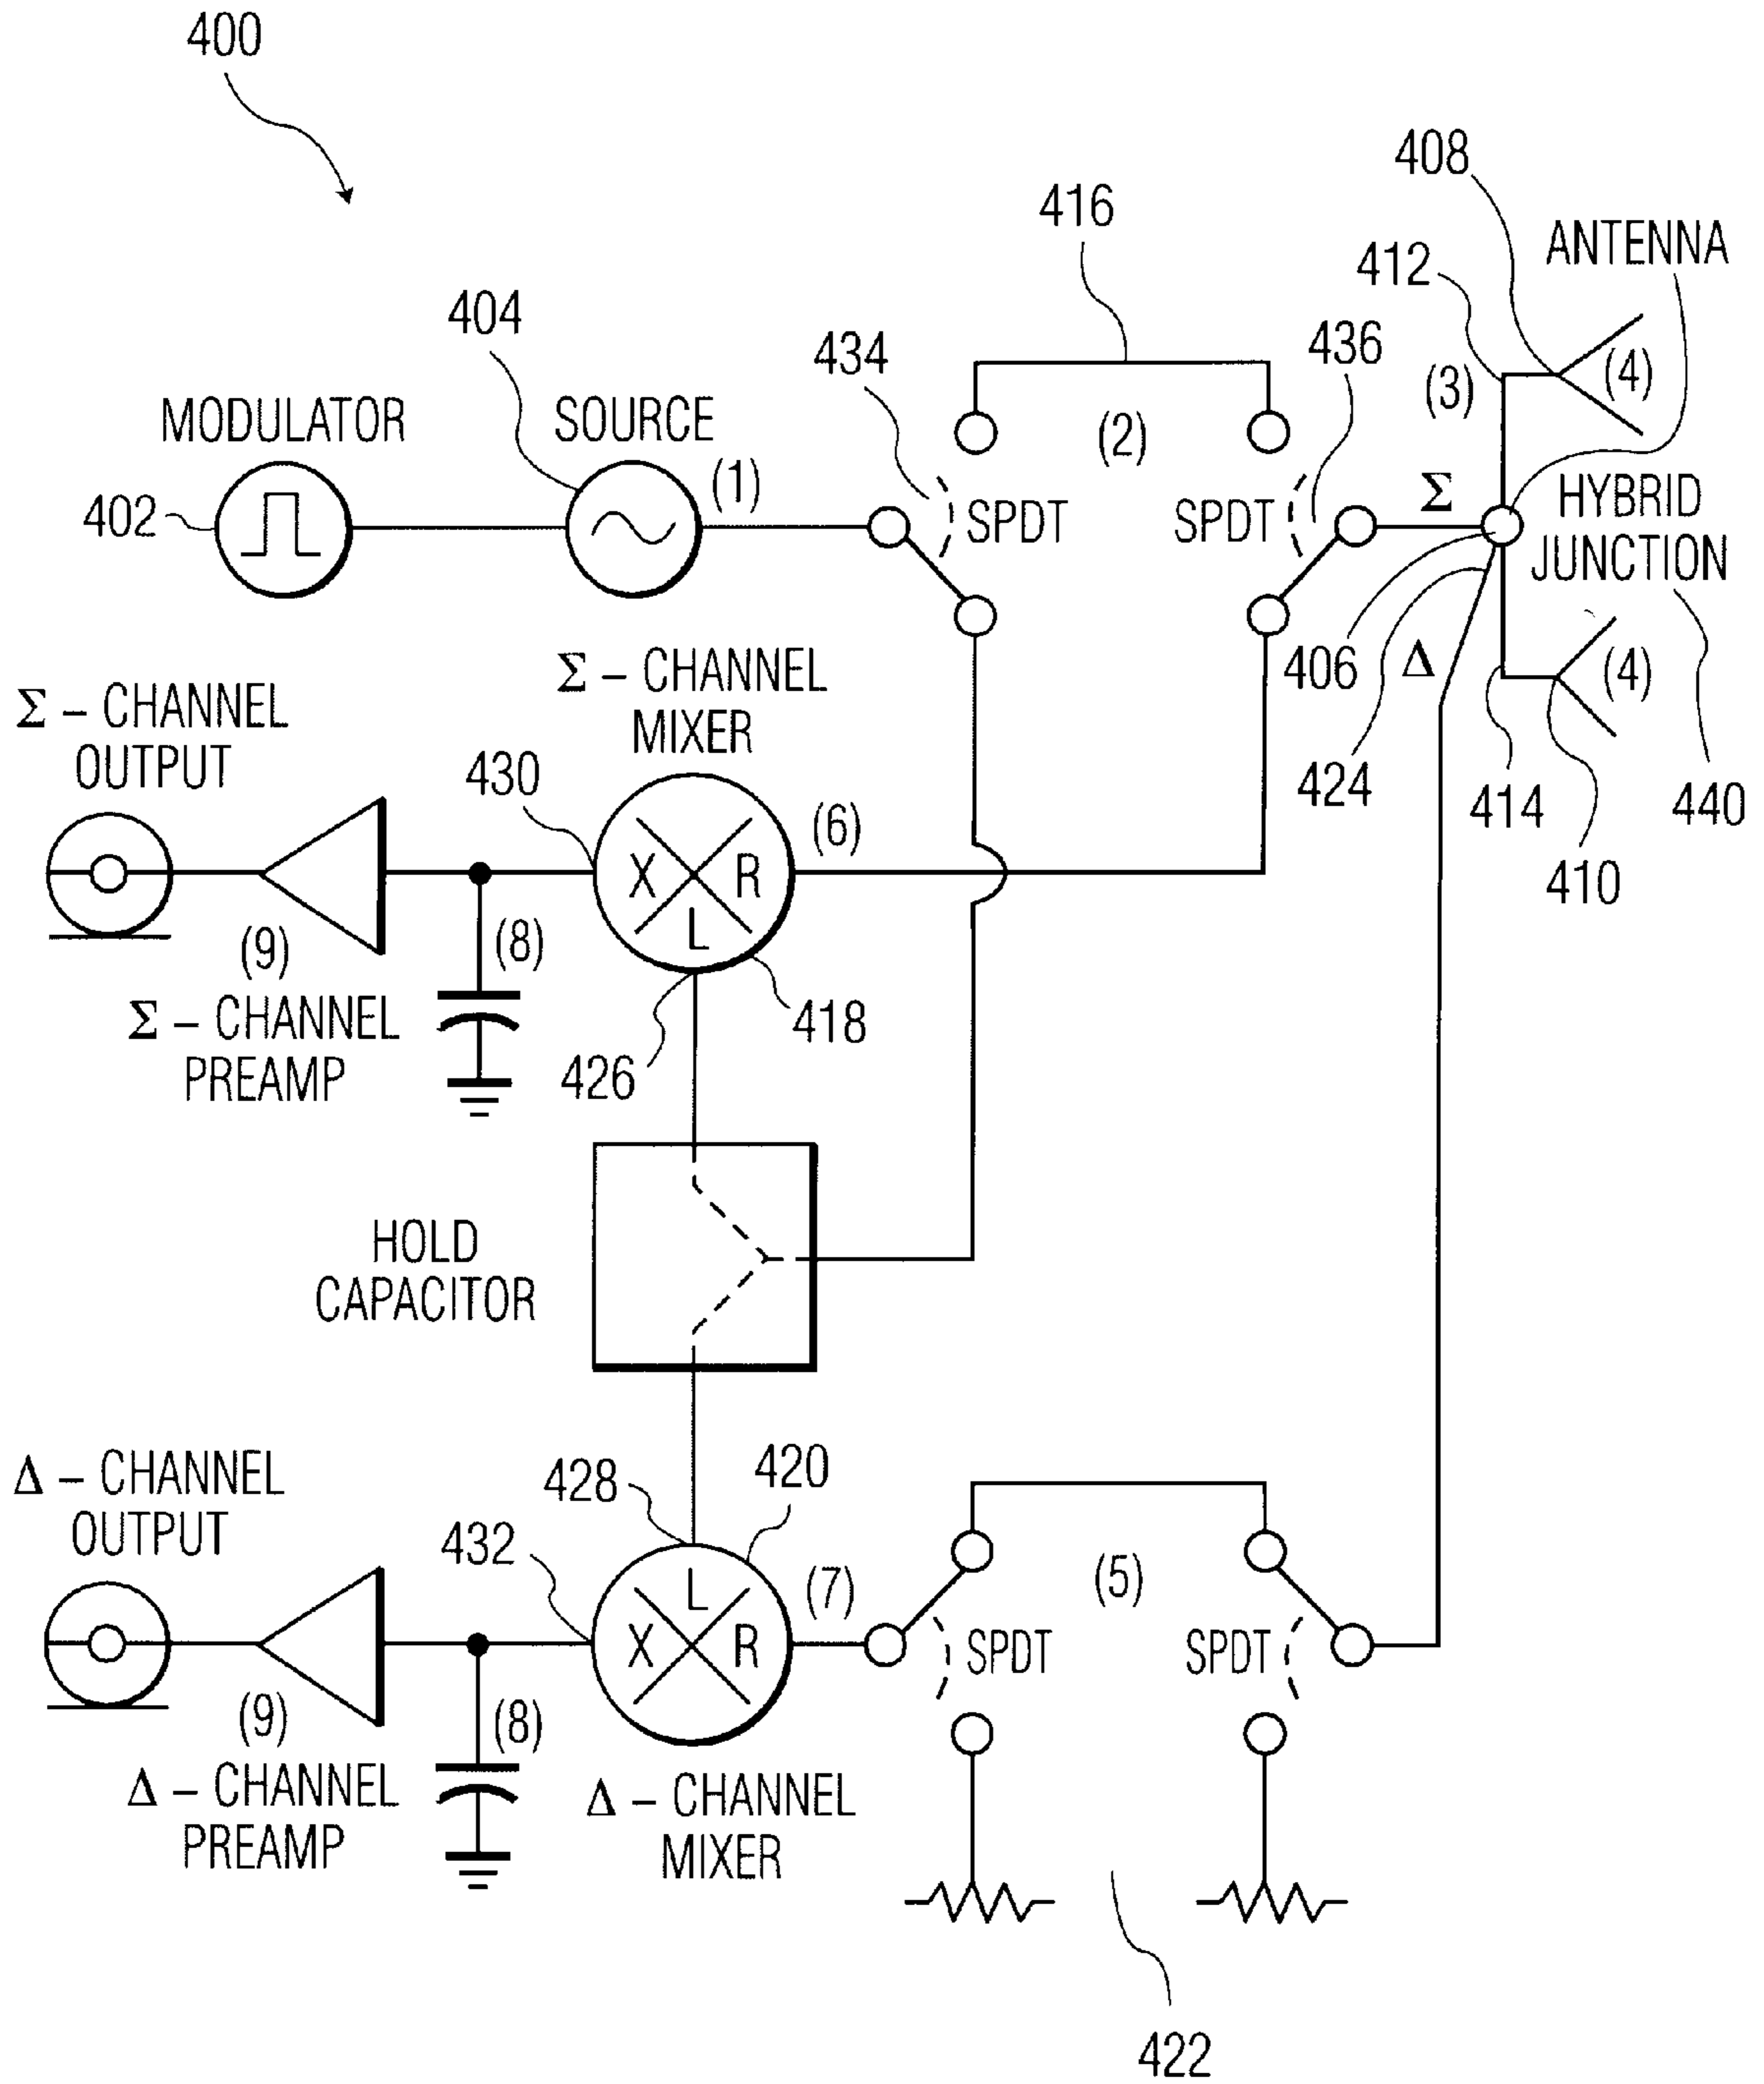 400
408
416
ANTENNA
412
404
434
436
(3)
(4)
MODULATOR
SOURCE
(1)
(2)
402
SPDT
SPDT
Σ
HYBRID
JUNCTION
Σ – CHANNEL
MIXER
406
Δ
(4)
Σ – CHANNEL
OUTPUT
430
424
414
440
(6)
X
R
L
410
(9)
(8)
Σ – CHANNEL
PREAMP
418
426
HOLD
CAPACITOR
Δ – CHANNEL
OUTPUT
428
420
432
L
X
R
(7)
(5)
SPDT
SPDT
(9)
(8)
Δ – CHANNEL
PREAMP
Δ – CHANNEL
MIXER
422